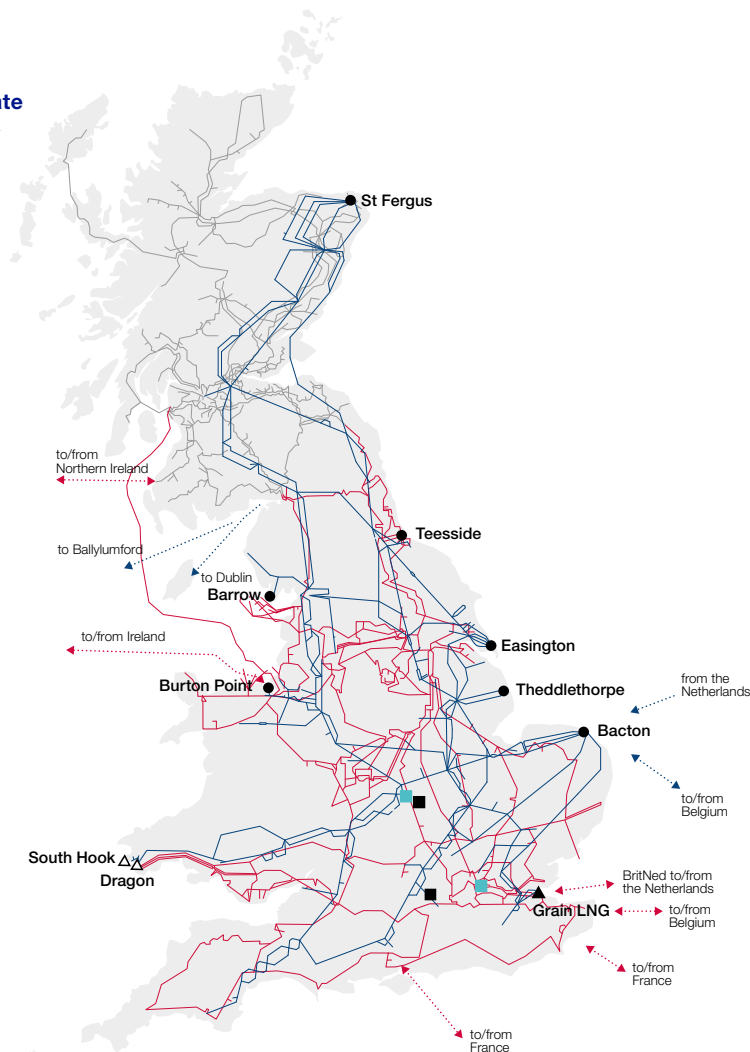 St Fergus
to/from
Northern Ireland
Teesside
to Ballylumford
to Dublin
Barrow
to/from Ireland
Easington
Burton Point
Theddlethorpe
from the
Netherlands
Bacton
to/from
Belgium
South Hook
Dragon
BritNed to/from
the Netherlands
Grain LNG
to/from
Belgium
to/from
France
to/from
France